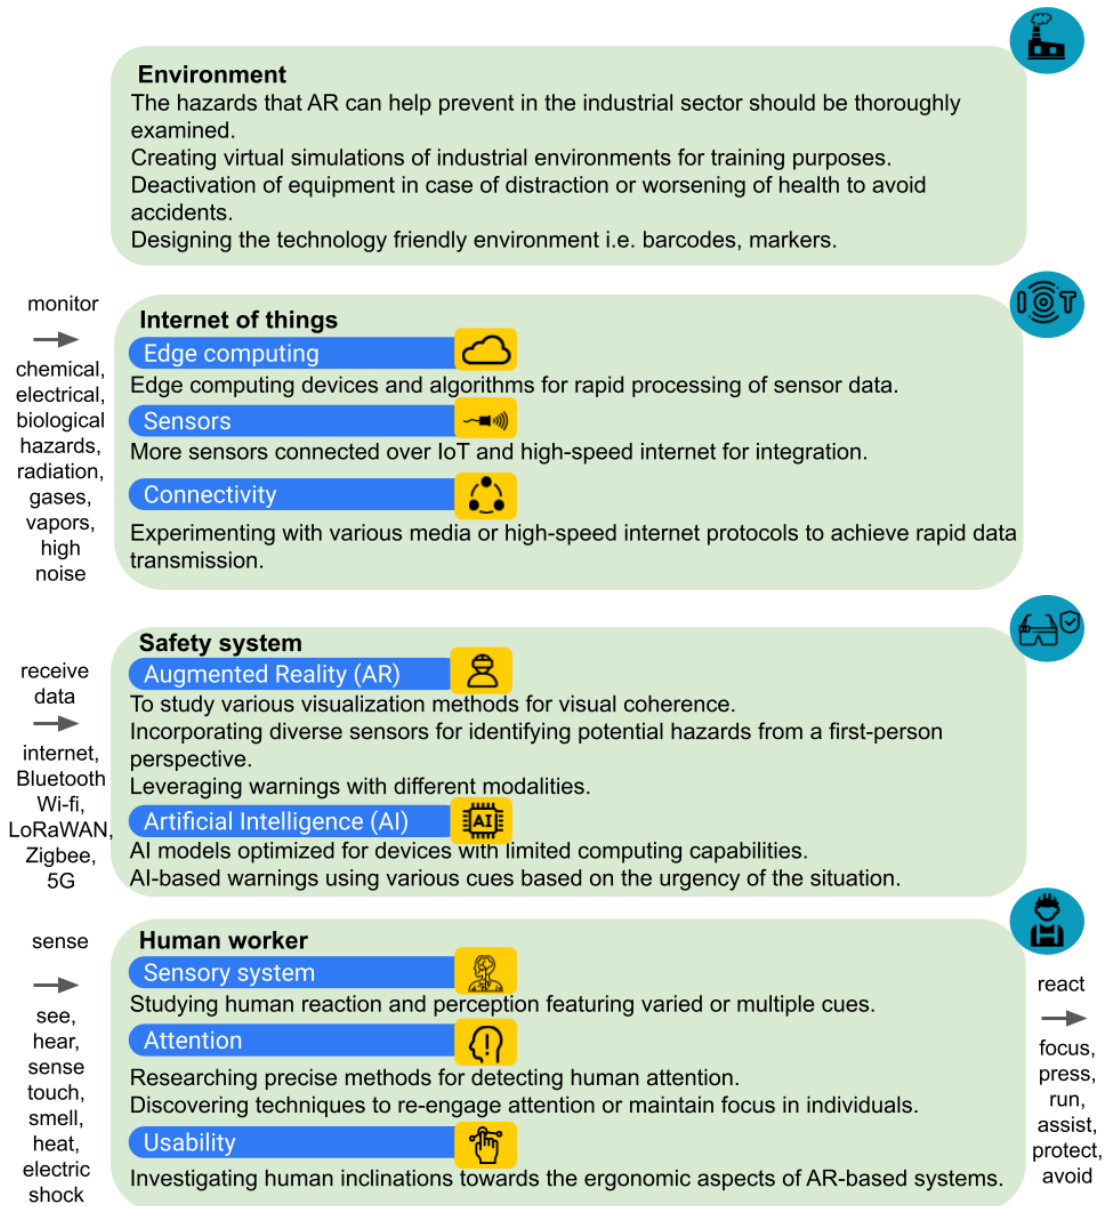 Environment
The hazards that AR can help prevent in the industrial sector should be thoroughly
examined.
Creating virtual simulations of industrial environments for training purposes.
Deactivation of equipment in case of distraction or worsening of health to avoid
accidents.
Designing the technology friendly environment i.e. barcodes, markers.
IOT
monitor
chemical,
electrical,
biological
hazards,
radiation,
gases,
vapors,
high
noise
Internet of things
Edge computing
Edge computing devices and algorithms for rapid processing of sensor data.
Sensors
More sensors connected over IoT and high-speed internet for integration.
Connectivity
Experimenting with various media or high-speed internet protocols to achieve rapid data
transmission.
receive
data
internet,
Bluetooth
Wi-fi,
LoRaWAN,
Zigbee,
5G
Safety system
Augmented Reality (AR)
To study various visualization methods for visual coherence.
Incorporating diverse sensors for identifying potential hazards from a first-person
perspective.
Leveraging warnings with different modalities.
Artificial Intelligence (AI)
AI
AI models optimized for devices with limited computing capabilities.
AI-based warnings using various cues based on the urgency of the situation.
sense
see,
hear,
sense
touch,
smell,
heat,
electric
shock
Human worker
Sensory system
Studying human reaction and perception featuring varied or multiple cues.
Attention
Researching precise methods for detecting human attention.
Discovering techniques to re-engage attention or maintain focus in individuals.
Usability
Investigating human inclinations towards the ergonomic aspects of AR-based systems.
react
focus,
press,
run,
assist,
protect,
avoid